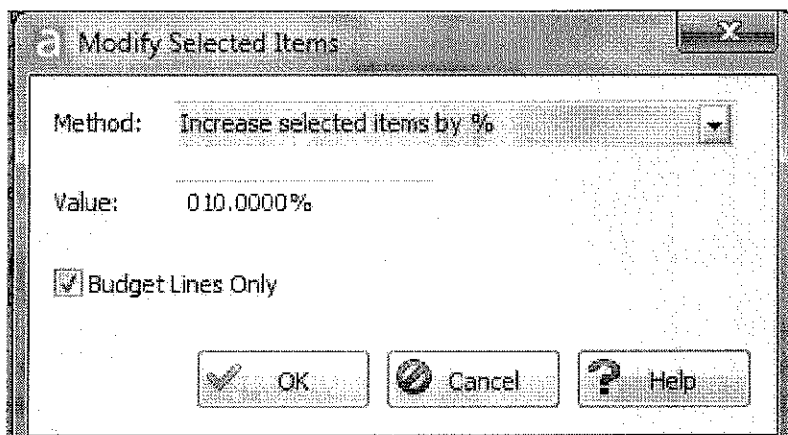 a Modify Selected Items
Method: Increase selected items by %
Value: 010.0000%
Budget Lines Only
OK Cancel ? Help